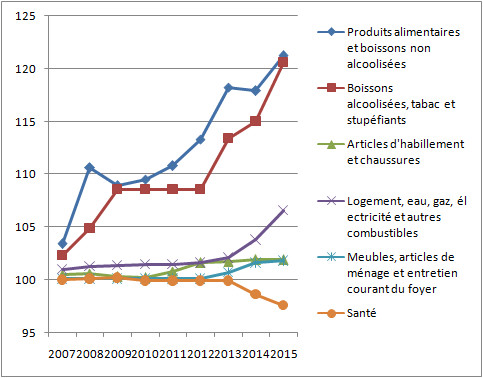 125
120
115
110
105
100
95
2007 2008 2009 2010 2011 2012 2013 2014 2015
Produits alimentaires
et boissons non
alcoolisées
Boissons
alcoolisées, tabac et
stupéfiants
Articles d'habillement
et chaussures
Logement, eau, gaz, él
ectricité et autres
combustibles
Meubles, articles de
ménage et entretien
courant du foyer
Santé